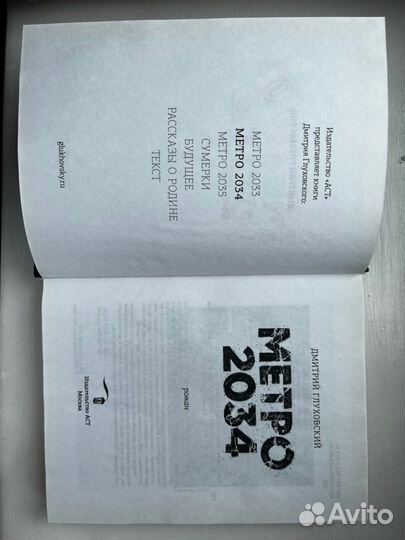 Издательство «АСТ»
представляет книги
Дмитрия Глуховского:
МЕТРО 2033
МЕТРО 2034
МЕТРО 2035
СУМЕРКИ
БУДУЩЕЕ
РАССКАЗЫ О РОДИНЕ
ТЕКСТ
glukhovsky.ru
ДМИТРИЙ ГЛУХОВСКИЙ
МЕТРО
2034
роман
Издательство АСТ
Москва
Avito